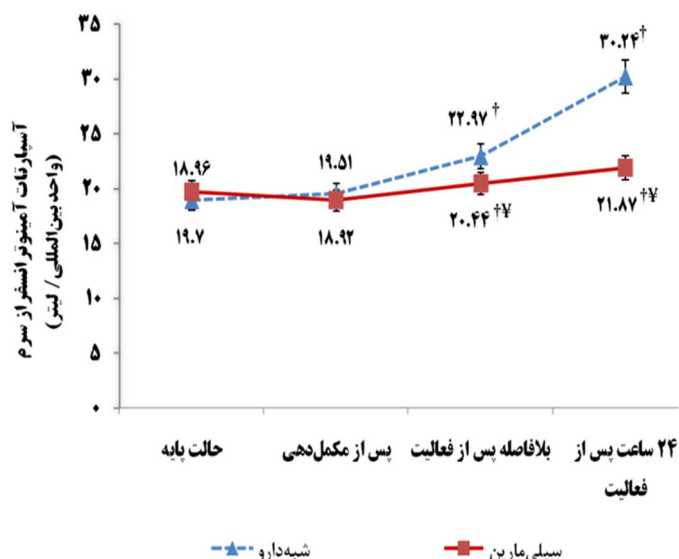 ۳۵
۳۰
۲۵
۲۰
۱۵
۱۰
۵
۰
آسپارتات آمینوترانسفراز سرم
(واحد بین‌المللی/ لیتر)
۱۸.۹۶
۱۹.۵۱
۲۲.۹۷ †
۳۰.۲۴†
۱۹.۷
۱۸.۹۲
۲۰.۴۴ †¥
۲۱.۸۷ †¥
حالت پایه
پس از مکمل‌دهی
بلافاصله پس از فعالیت
۲۴ ساعت پس از
فعالیت
شبه‌دارو
سیلی‌مارین